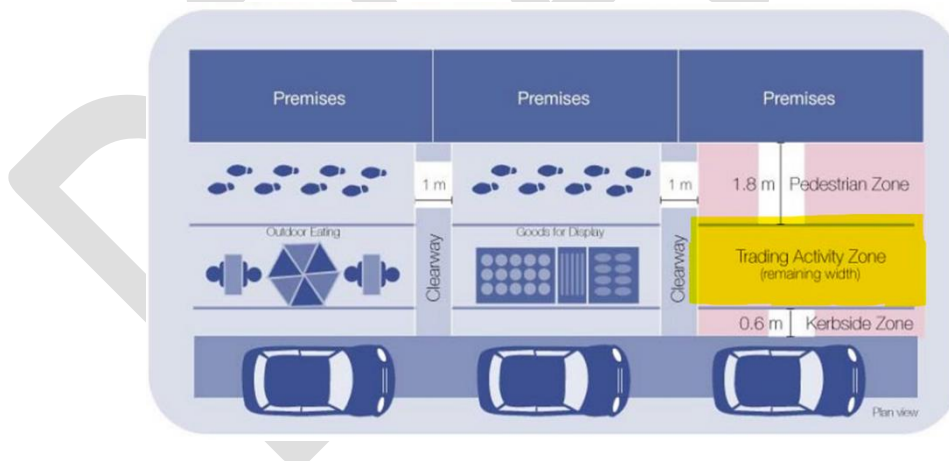 Premises
Premises
Premises
1 m
1 m
1.8 m
Pedestrian Zone
Outdoor Eating
Clearway
Goods for Display
Clearway
Trading Activity Zone
(remaining width)
0.6 m
Kerbside Zone
Plan view